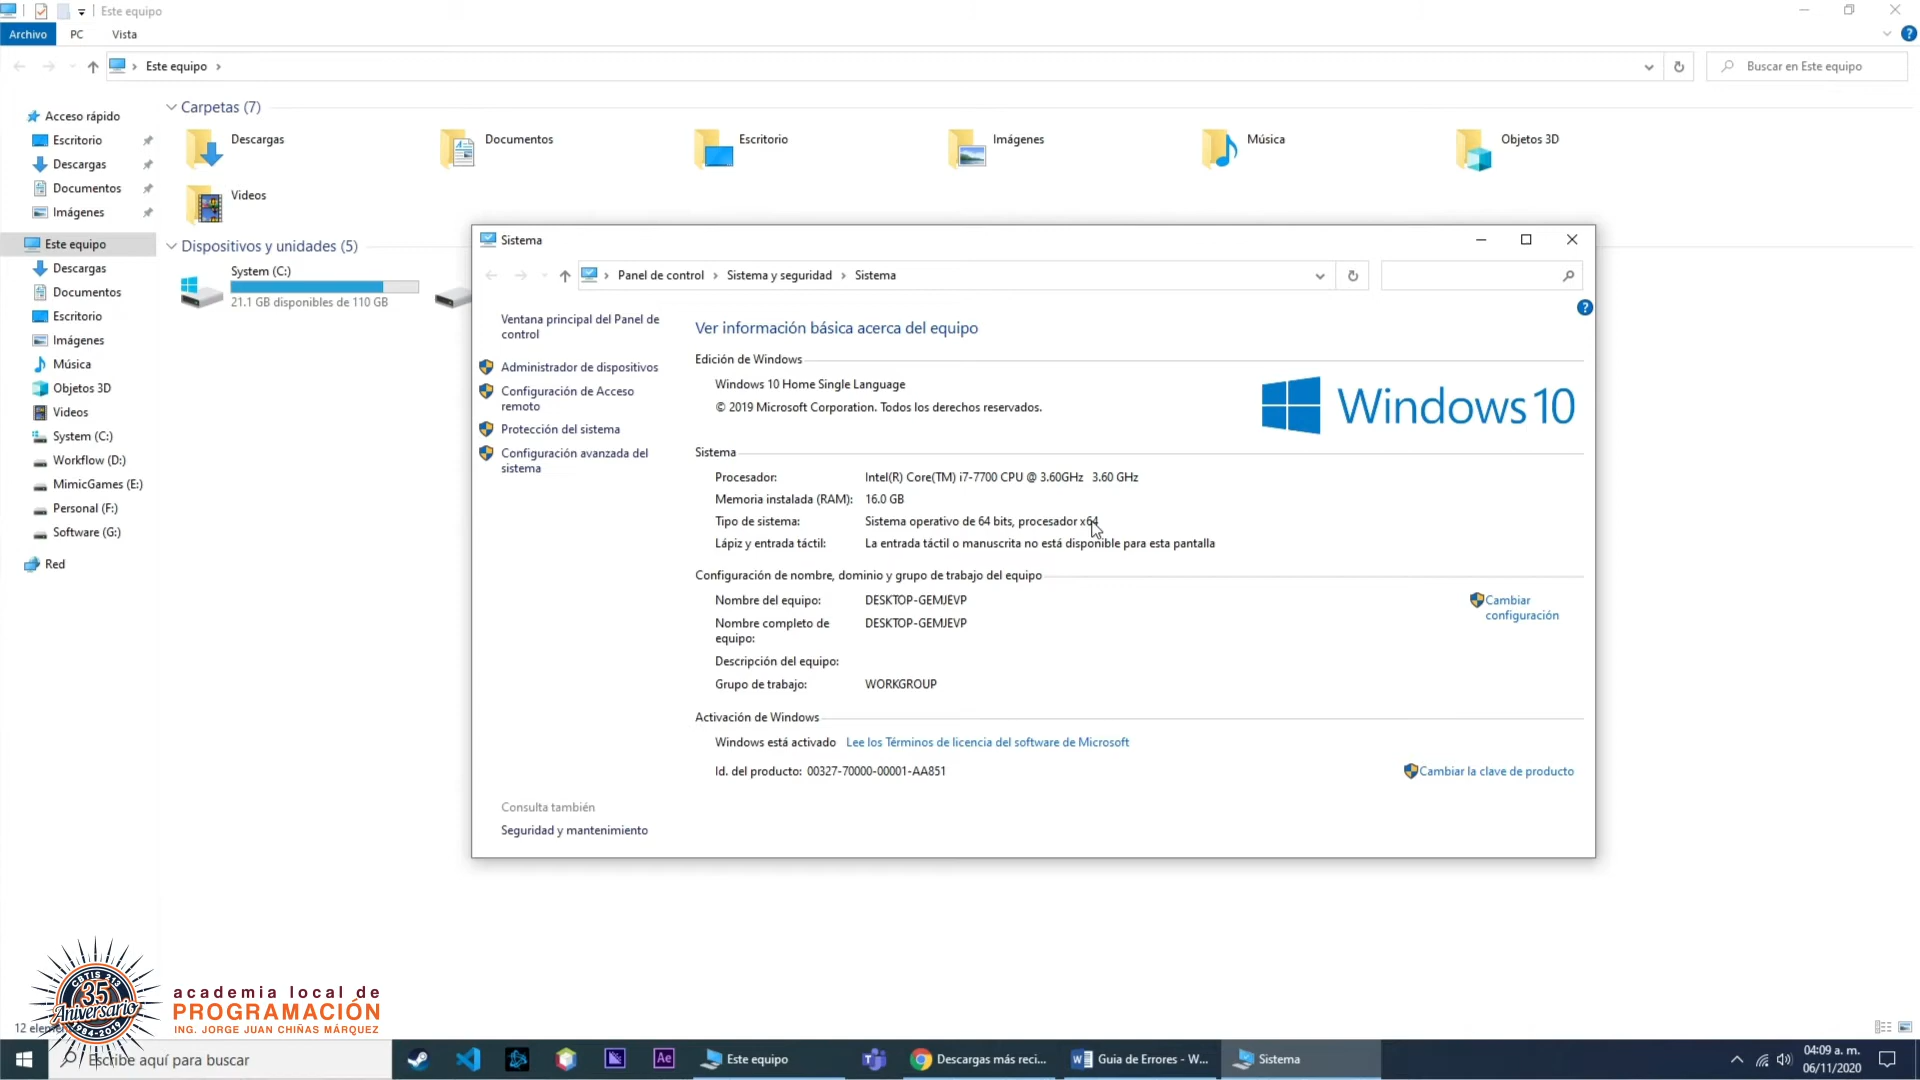 Este equipo
Archivo
PC
Vista
Este equipo
Buscar en Este equipo
Acceso rápido
Escritorio
Descargas
Documentos
Imágenes
Este equipo
Descargas
Documentos
Escritorio
Imágenes
Música
Objetos 3D
Videos
System (C:)
Workflow (D:)
MimicGames (E:)
Personal (F:)
Software (G:)
Red
Carpetas (7)
Descargas
Documentos
Escritorio
Imágenes
Música
Objetos 3D
Videos
Dispositivos y unidades (5)
System (C:)
21.1 GB disponibles de 110 GB
Sistema
Panel de control
Sistema y seguridad
Sistema
Ventana principal del Panel de
control
Administrador de dispositivos
Configuración de Acceso
remoto
Protección del sistema
Configuración avanzada del
sistema
Consulta también
Seguridad y mantenimiento
Ver información básica acerca del equipo
Edición de Windows
Windows 10 Home Single Language
© 2019 Microsoft Corporation. Todos los derechos reservados.
Windows 10
Sistema
Procesador: Intel(R) Core(TM) i7-7700 CPU @ 3.60GHz 3.60 GHz
Memoria instalada (RAM): 16.0 GB
Tipo de sistema: Sistema operativo de 64 bits, procesador x64
Lápiz y entrada táctil: La entrada táctil o manuscrita no está disponible para esta pantalla
Configuración de nombre, dominio y grupo de trabajo del equipo
Nombre del equipo: DESKTOP-GEMJEVP
Cambiar
configuración
Nombre completo de DESKTOP-GEMJEVP
equipo:
Descripción del equipo:
Grupo de trabajo: WORKGROUP
Activación de Windows
Windows está activado Lee los Términos de licencia del software de Microsoft
Id. del producto: 00327-70000-00001-AA851
Cambiar la clave de producto
CBTIS 213
35
Aniversario
1984-2019
academia local de
PROGRAMACIÓN
ING. JORGE JUAN CHIÑAS MÁRQUEZ
12
Escribe aquí para buscar
Ae
Este equipo
Descargas más reci...
Guia de Errores - W...
Sistema
04:09 a. m.
06/11/2020